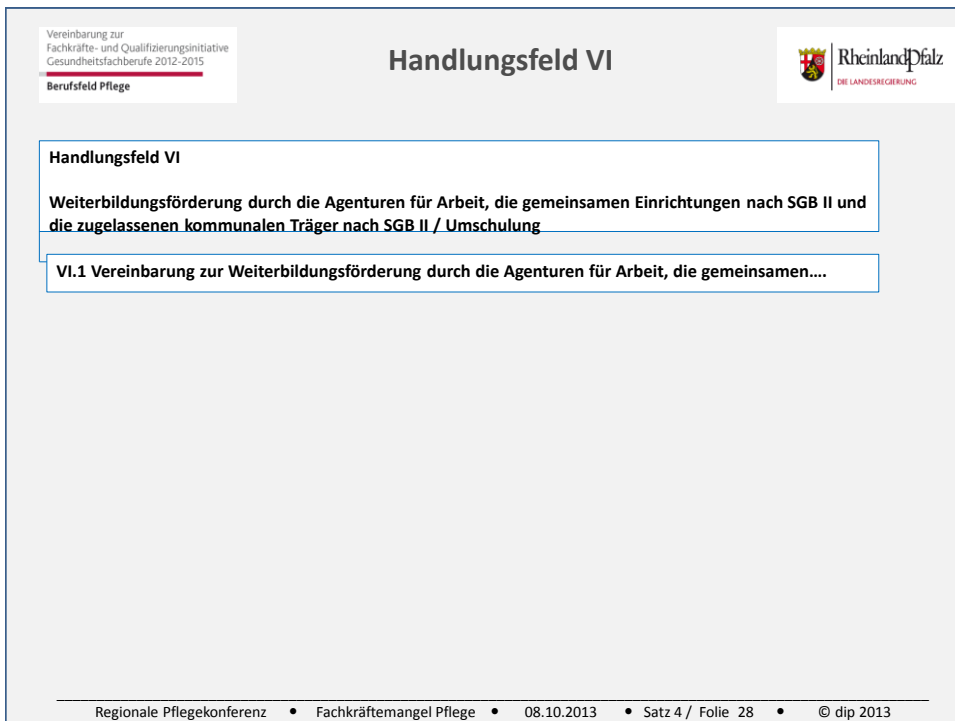 Vereinbarung zur
Fachkräfte- und Qualifizierungsinitiative
Gesundheitsfachberufe 2012-2015
Berufsfeld Pflege
Handlungsfeld VI
RheinlandPfalz
DIE LANDESREGIERUNG
Handlungsfeld VI
Weiterbildungsförderung durch die Agenturen für Arbeit, die gemeinsamen Einrichtungen nach SGB II und
die zugelassenen kommunalen Träger nach SGB II / Umschulung
VI.1 Vereinbarung zur Weiterbildungsförderung durch die Agenturen für Arbeit, die gemeinsamen....
Regionale Pflegekonferenz • Fachkräftemangel Pflege • 08.10.2013 • Satz 4 / Folie 28 • © dip 2013